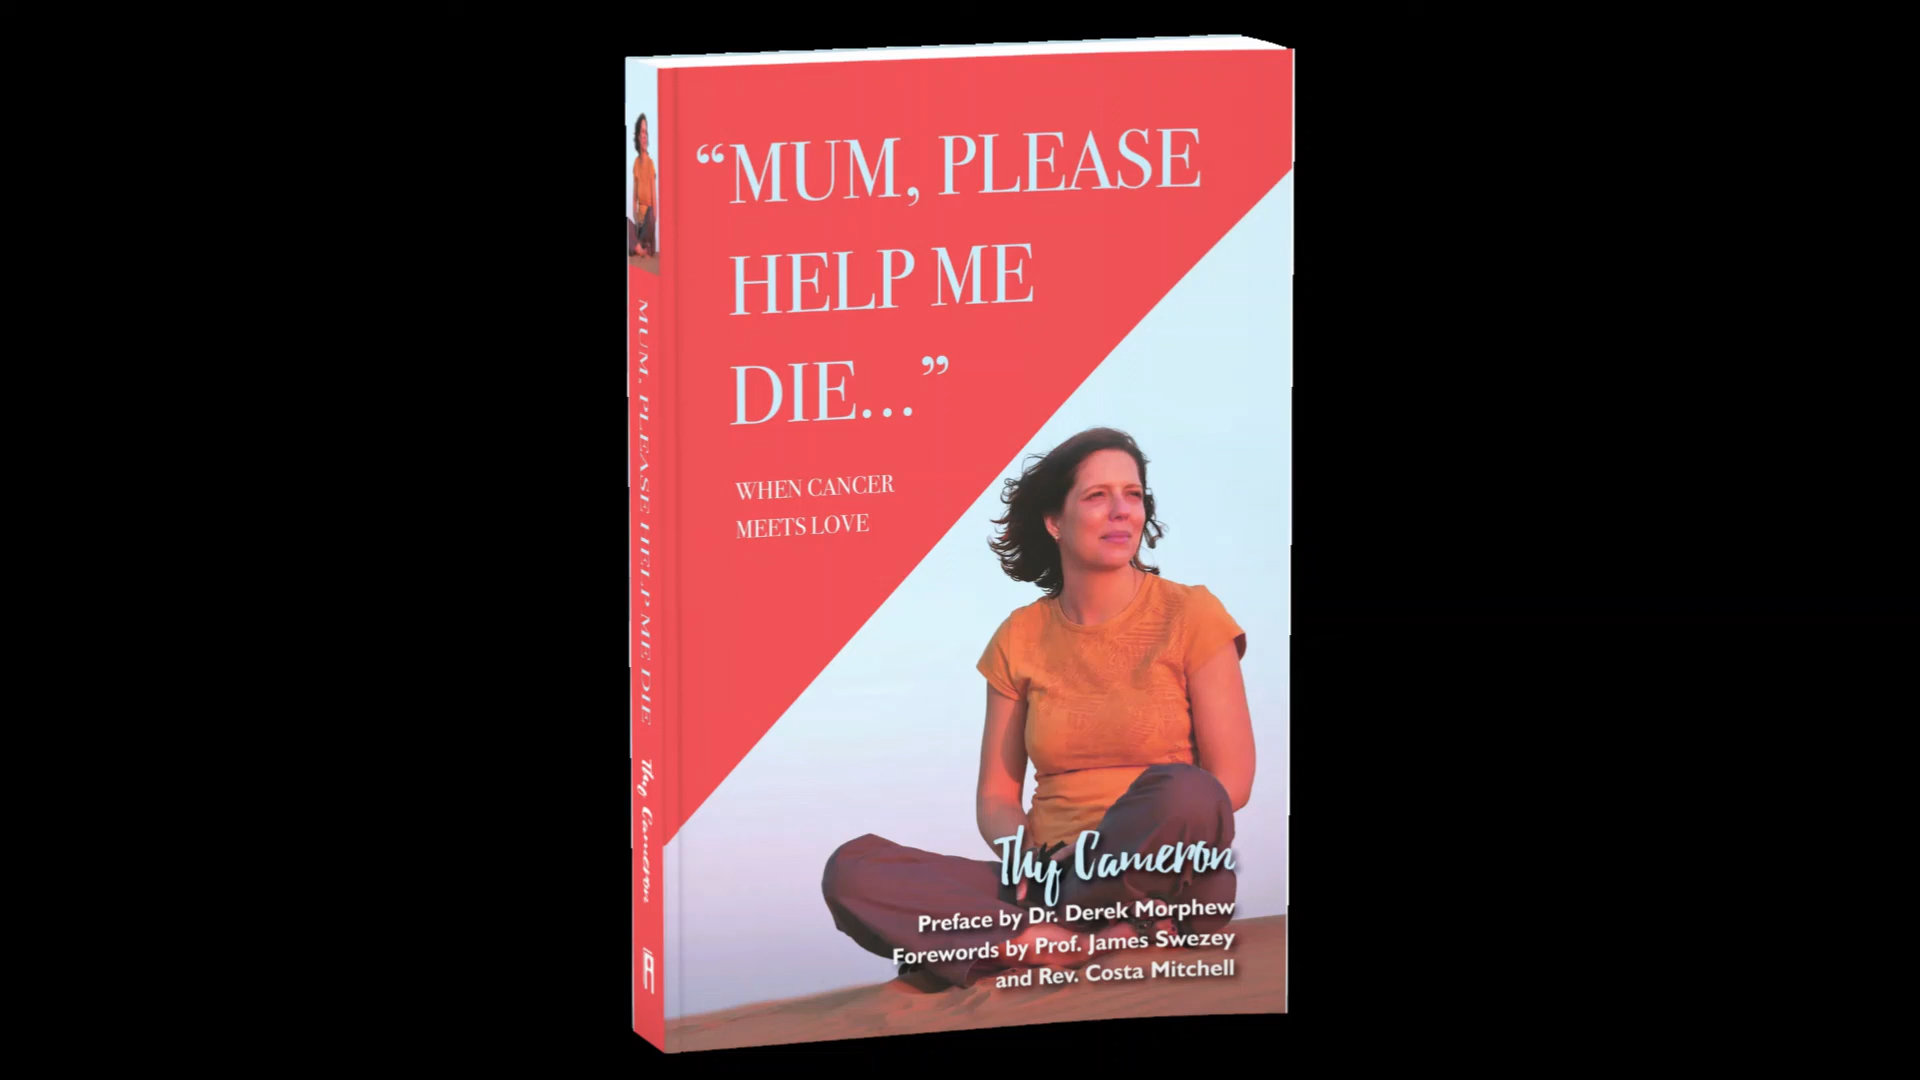 “MUM, PLEASE
HELP ME
DIE...”
WHEN CANCER
MEETS LOVE
Thy Cameron
Preface by Dr. Derek Morphew
Forewords by Prof. James Swezey
and Rev. Costa Mitchell
MUM, PLEASE HELP ME DIE Thy Cameron